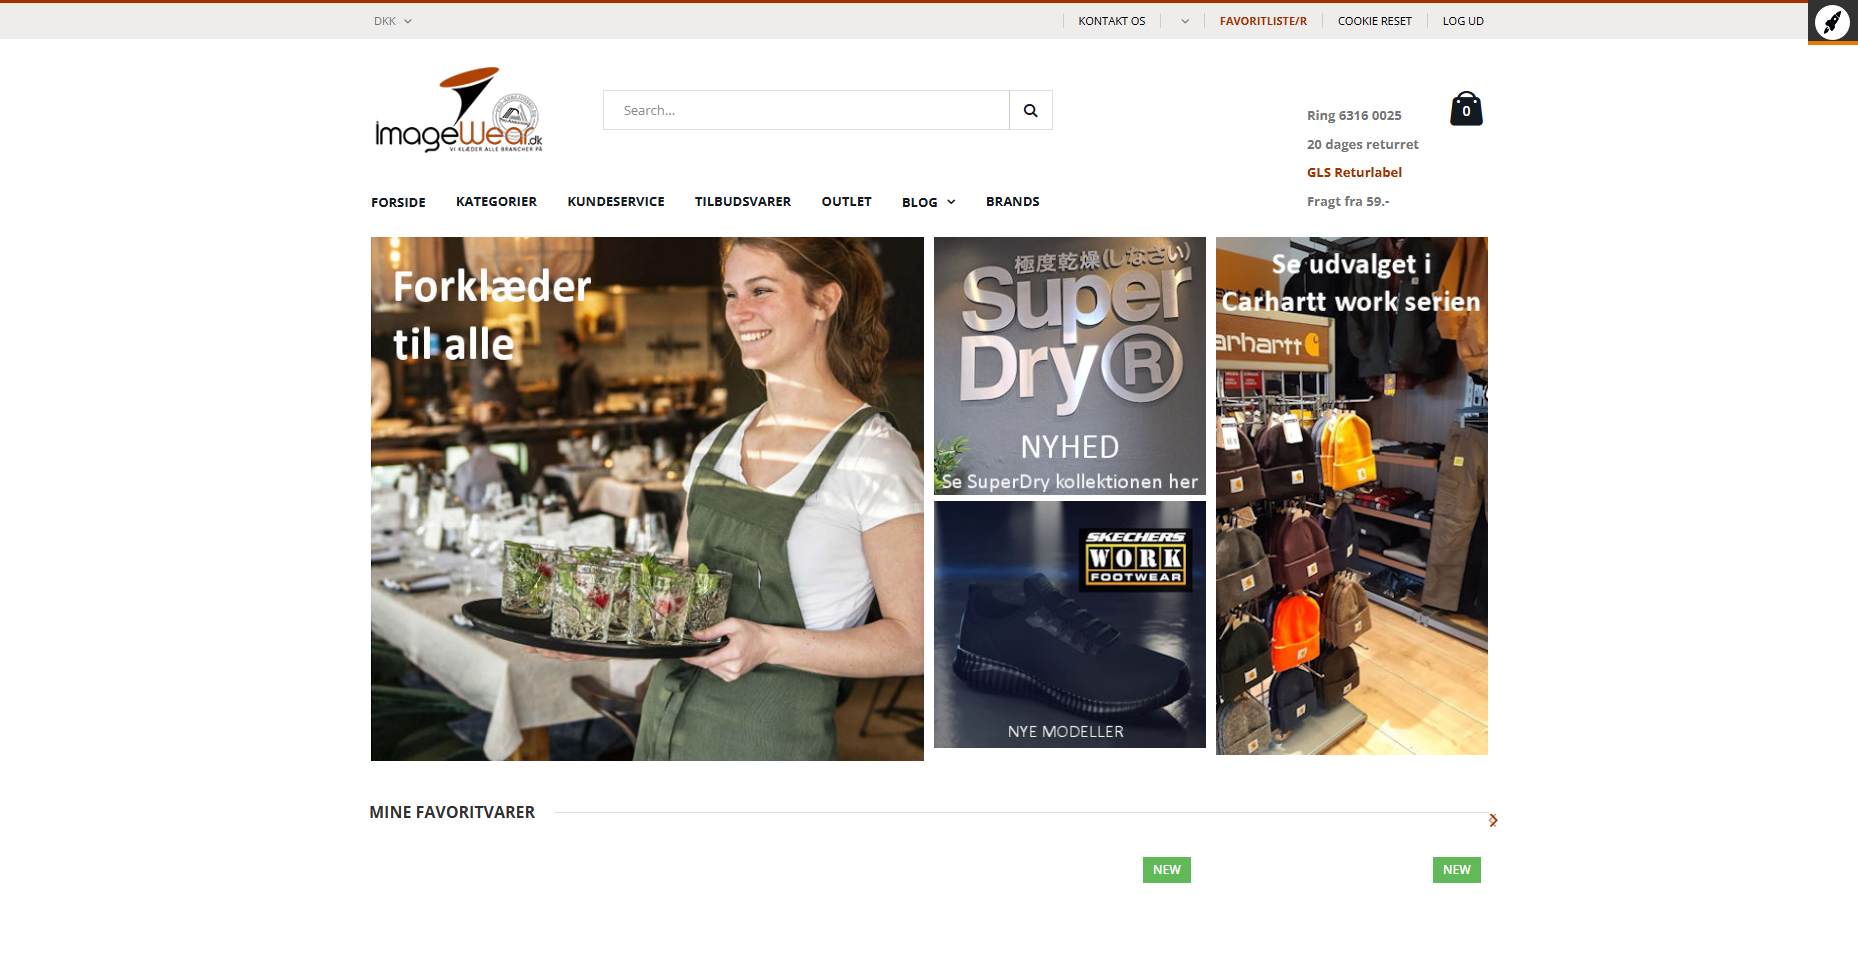 DKK
KONTAKT OS
FAVORITLISTE/R
COOKIE RESET
LOG UD
ImageWear.dk
VI KLÆDER ALLE BRANCHER PÅ
Search...
Ring 6316 0025
20 dages returret
GLS Returlabel
Fragt fra 59.-
0
FORSIDE
KATEGORIER
KUNDESERVICE
TILBUDSVARER
OUTLET
BLOG
BRANDS
Forklæder
til alle
極度乾燥(しなさい)
Super
Dry®
NYHED
Se SuperDry kollektionen her
SKECHERS
WORK
FOOTWEAR
NYE MODELLER
Se udvalget i
Carhartt work serien
arhartt
MINE FAVORITVARER
NEW
NEW